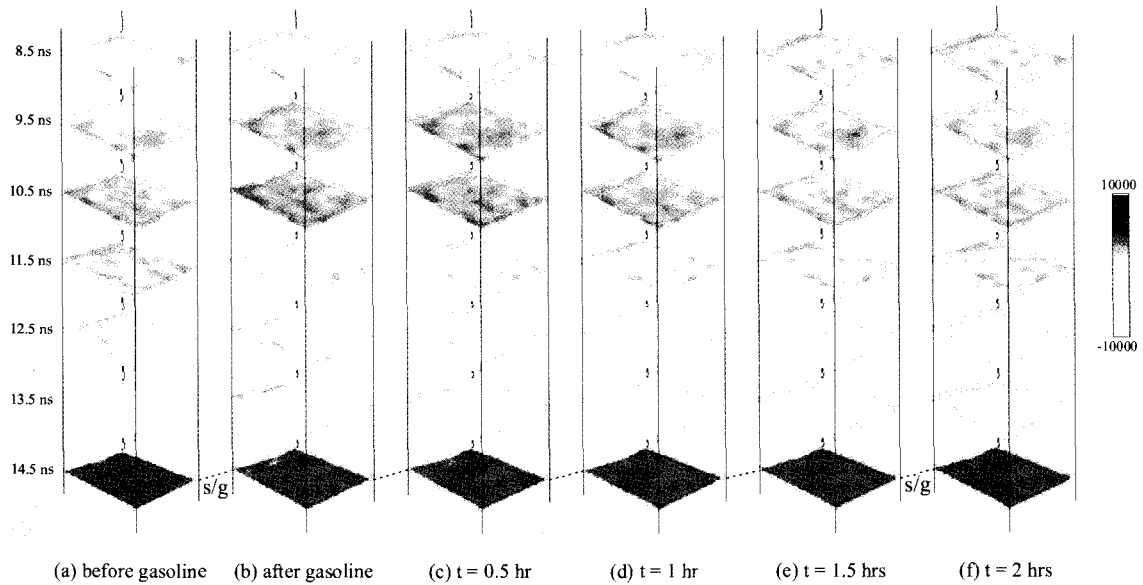 8.5 ns
9.5 ns
10.5 ns
11.5 ns
12.5 ns
13.5 ns
14.5 ns
10000
-10000
s/g
s/g
(a) before gasoline
(b) after gasoline
(c) t = 0.5 hr
(d) t = 1 hr
(e) t = 1.5 hrs
(f) t = 2 hrs